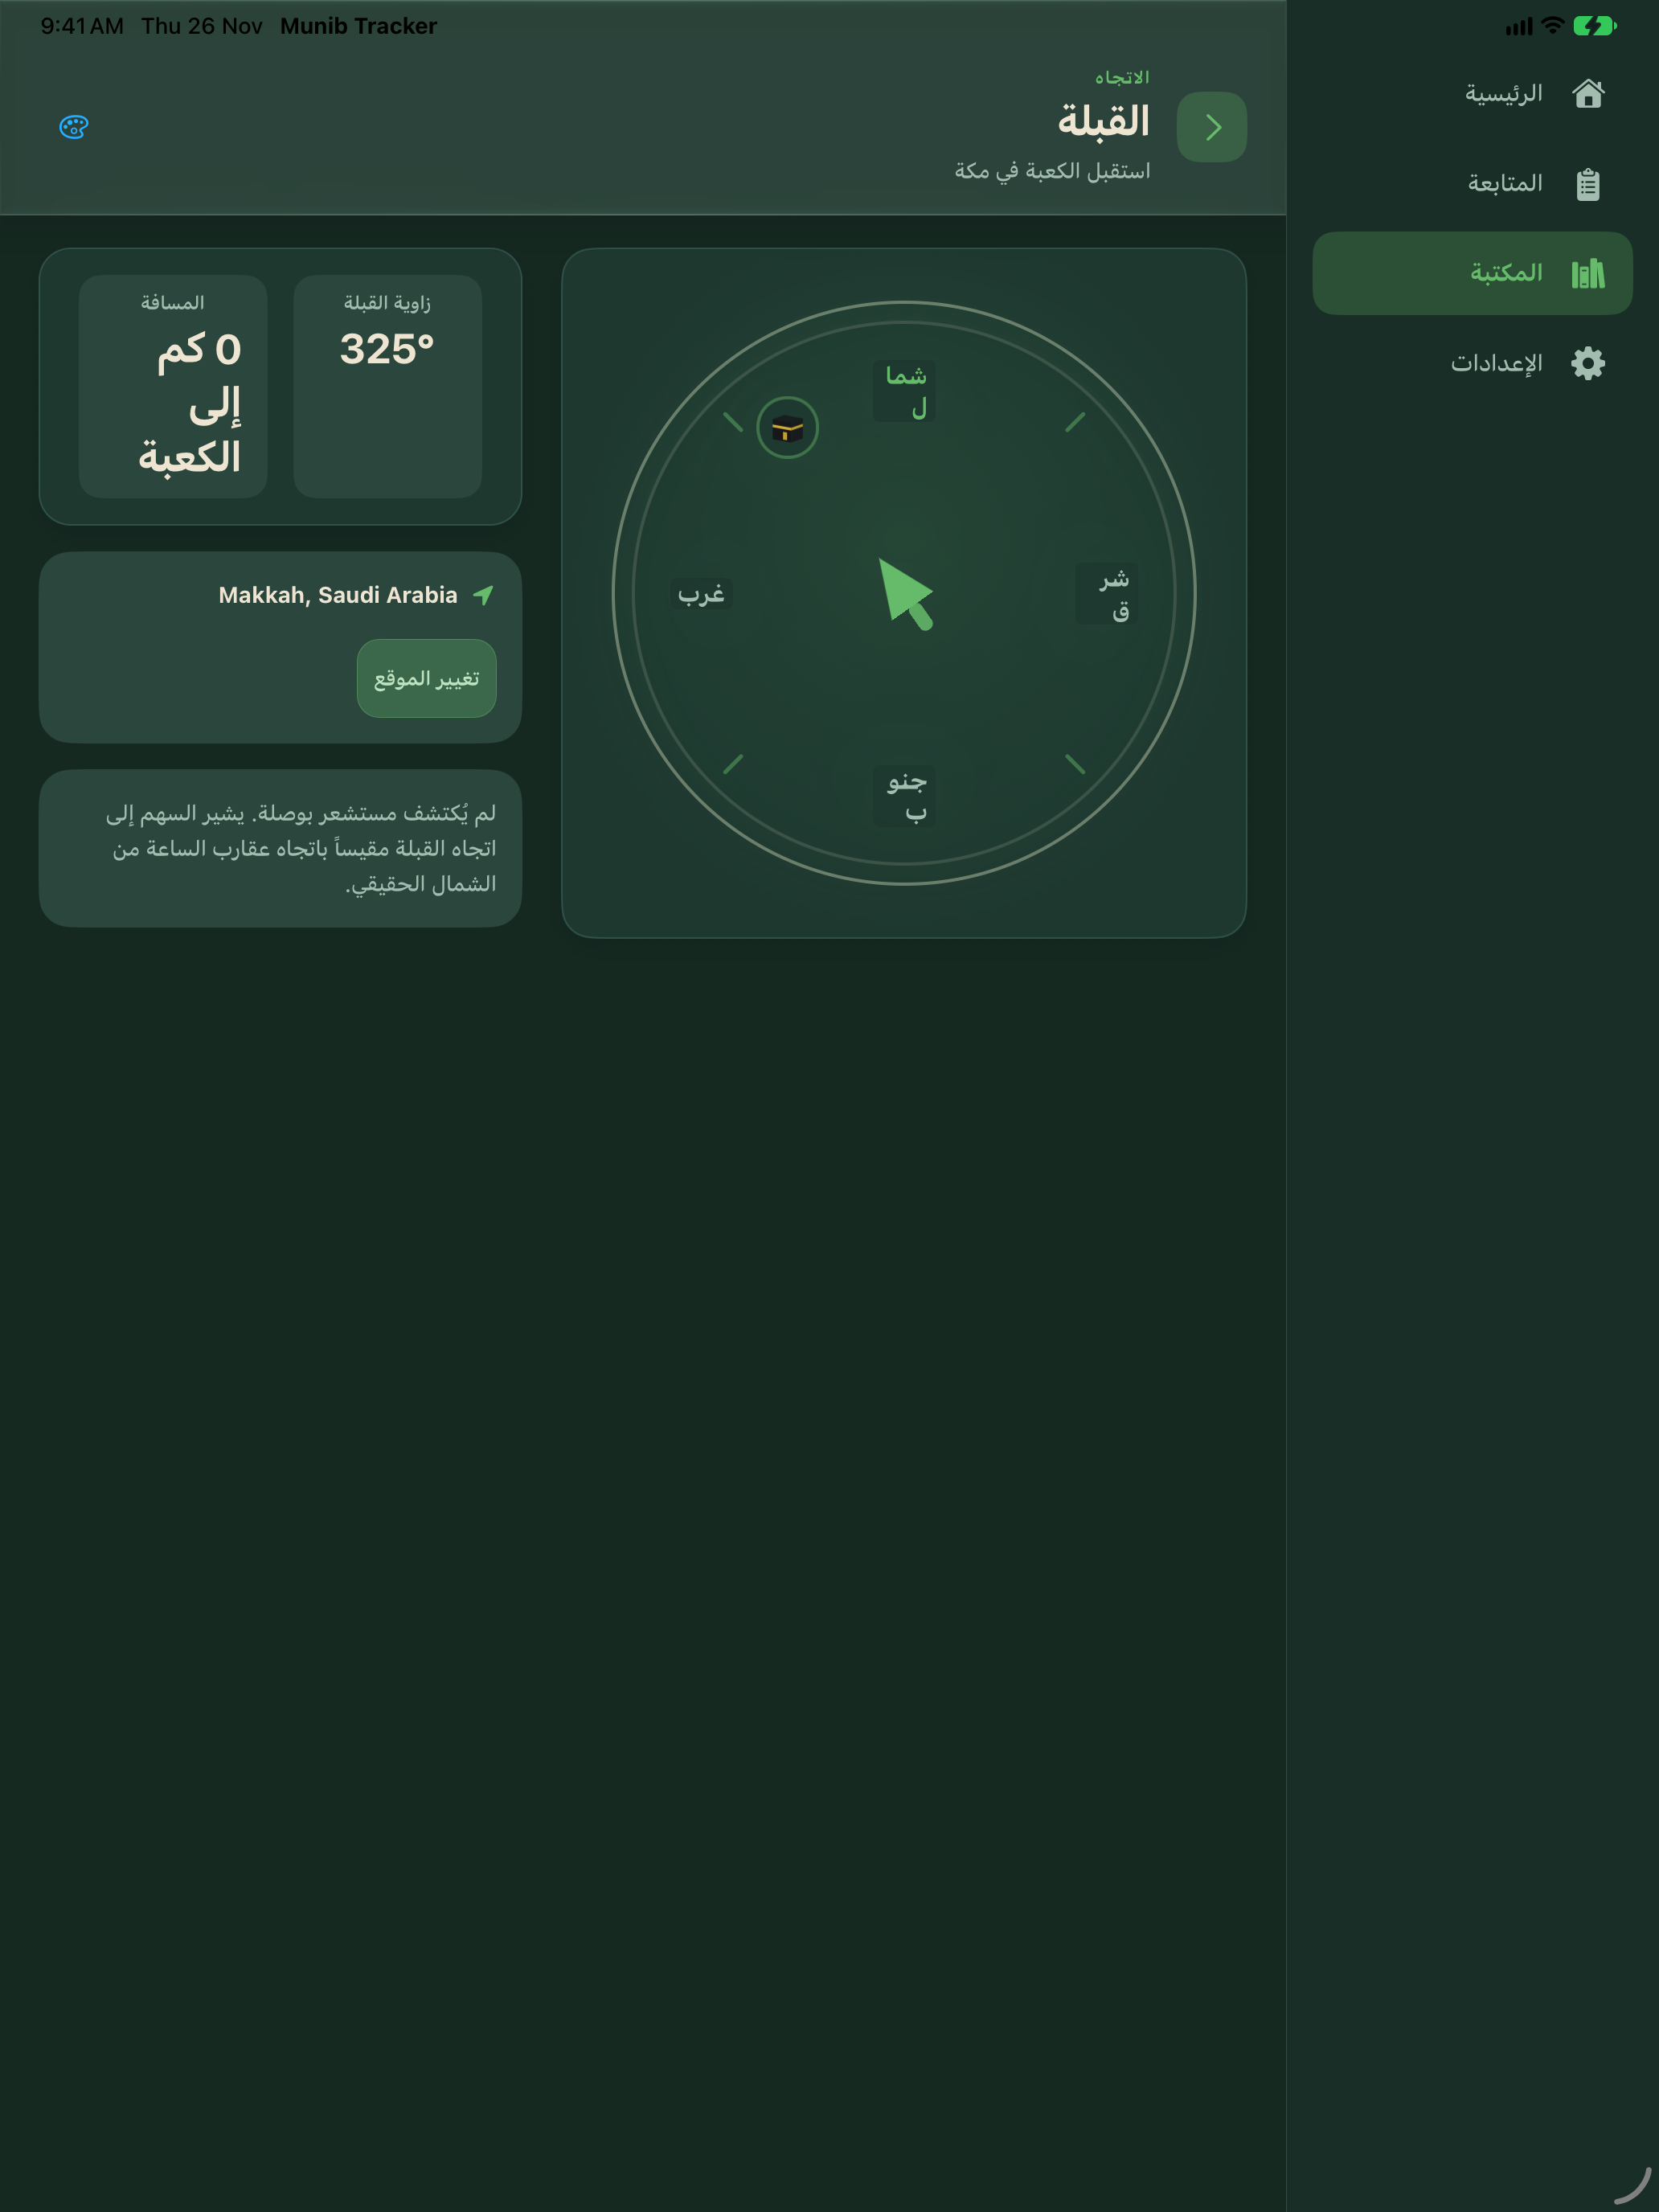 9:41 AM Thu 26 Nov Munib Tracker
الرئيسية
المتابعة
المكتبة
الإعدادات
الاتجاه
القبلة
استقبل الكعبة في مكة
شما
ل
شر
ق
غرب
جنو
ب
زاوية القبلة
325°
المسافة
0 كم
إلى
الكعبة
Makkah, Saudi Arabia
تغيير الموقع
لم يُكتشف مستشعر بوصلة. يشير السهم إلى
اتجاه القبلة مقيساً باتجاه عقارب الساعة من
الشمال الحقيقي.